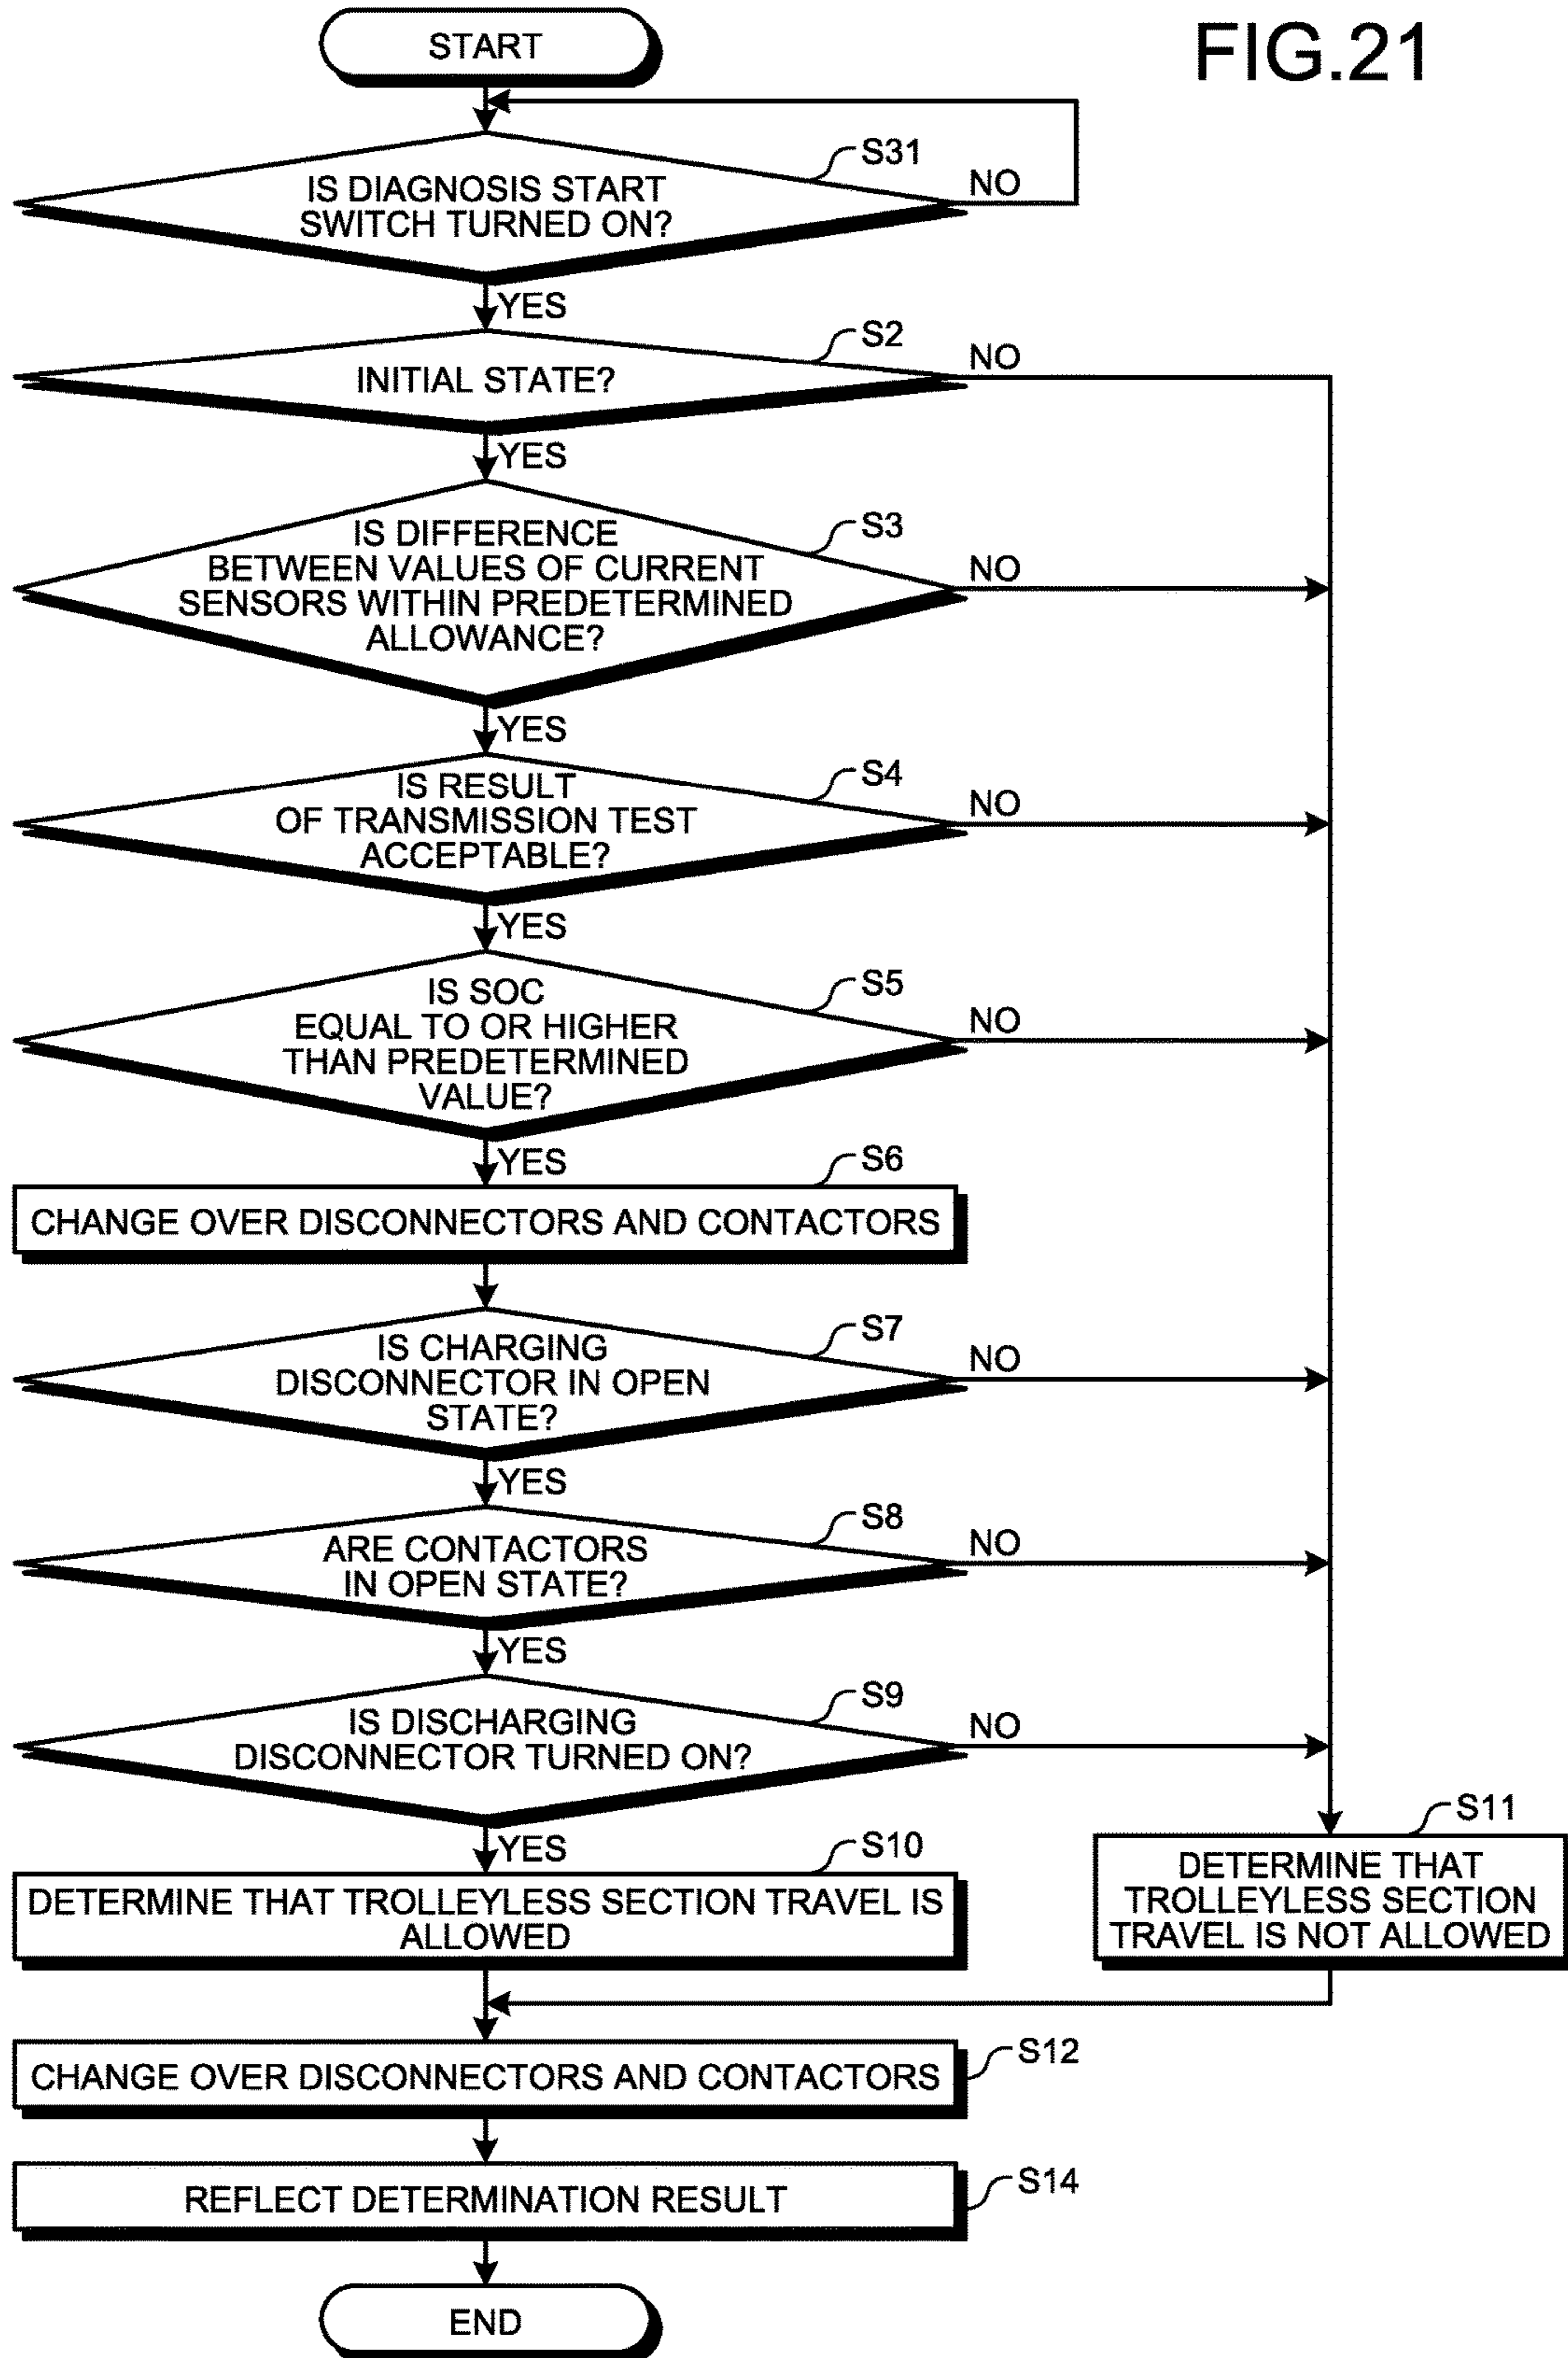 FIG.21
START
S31
IS DIAGNOSIS START
SWITCH TURNED ON?
NO
YES
S2
INITIAL STATE?
NO
YES
S3
IS DIFFERENCE
BETWEEN VALUES OF CURRENT
SENSORS WITHIN PREDETERMINED
ALLOWANCE?
NO
YES
S4
IS RESULT
OF TRANSMISSION TEST
ACCEPTABLE?
NO
YES
S5
IS SOC
EQUAL TO OR HIGHER
THAN PREDETERMINED
VALUE?
NO
YES
S6
CHANGE OVER DISCONNECTORS AND CONTACTORS
S7
IS CHARGING
DISCONNECTOR IN OPEN
STATE?
NO
YES
S8
ARE CONTACTORS
IN OPEN STATE?
NO
YES
S9
IS DISCHARGING
DISCONNECTOR TURNED ON?
NO
YES
S10
DETERMINE THAT TROLLEYLESS SECTION TRAVEL IS
ALLOWED
S11
DETERMINE THAT
TROLLEYLESS SECTION
TRAVEL IS NOT ALLOWED
S12
CHANGE OVER DISCONNECTORS AND CONTACTORS
S14
REFLECT DETERMINATION RESULT
END